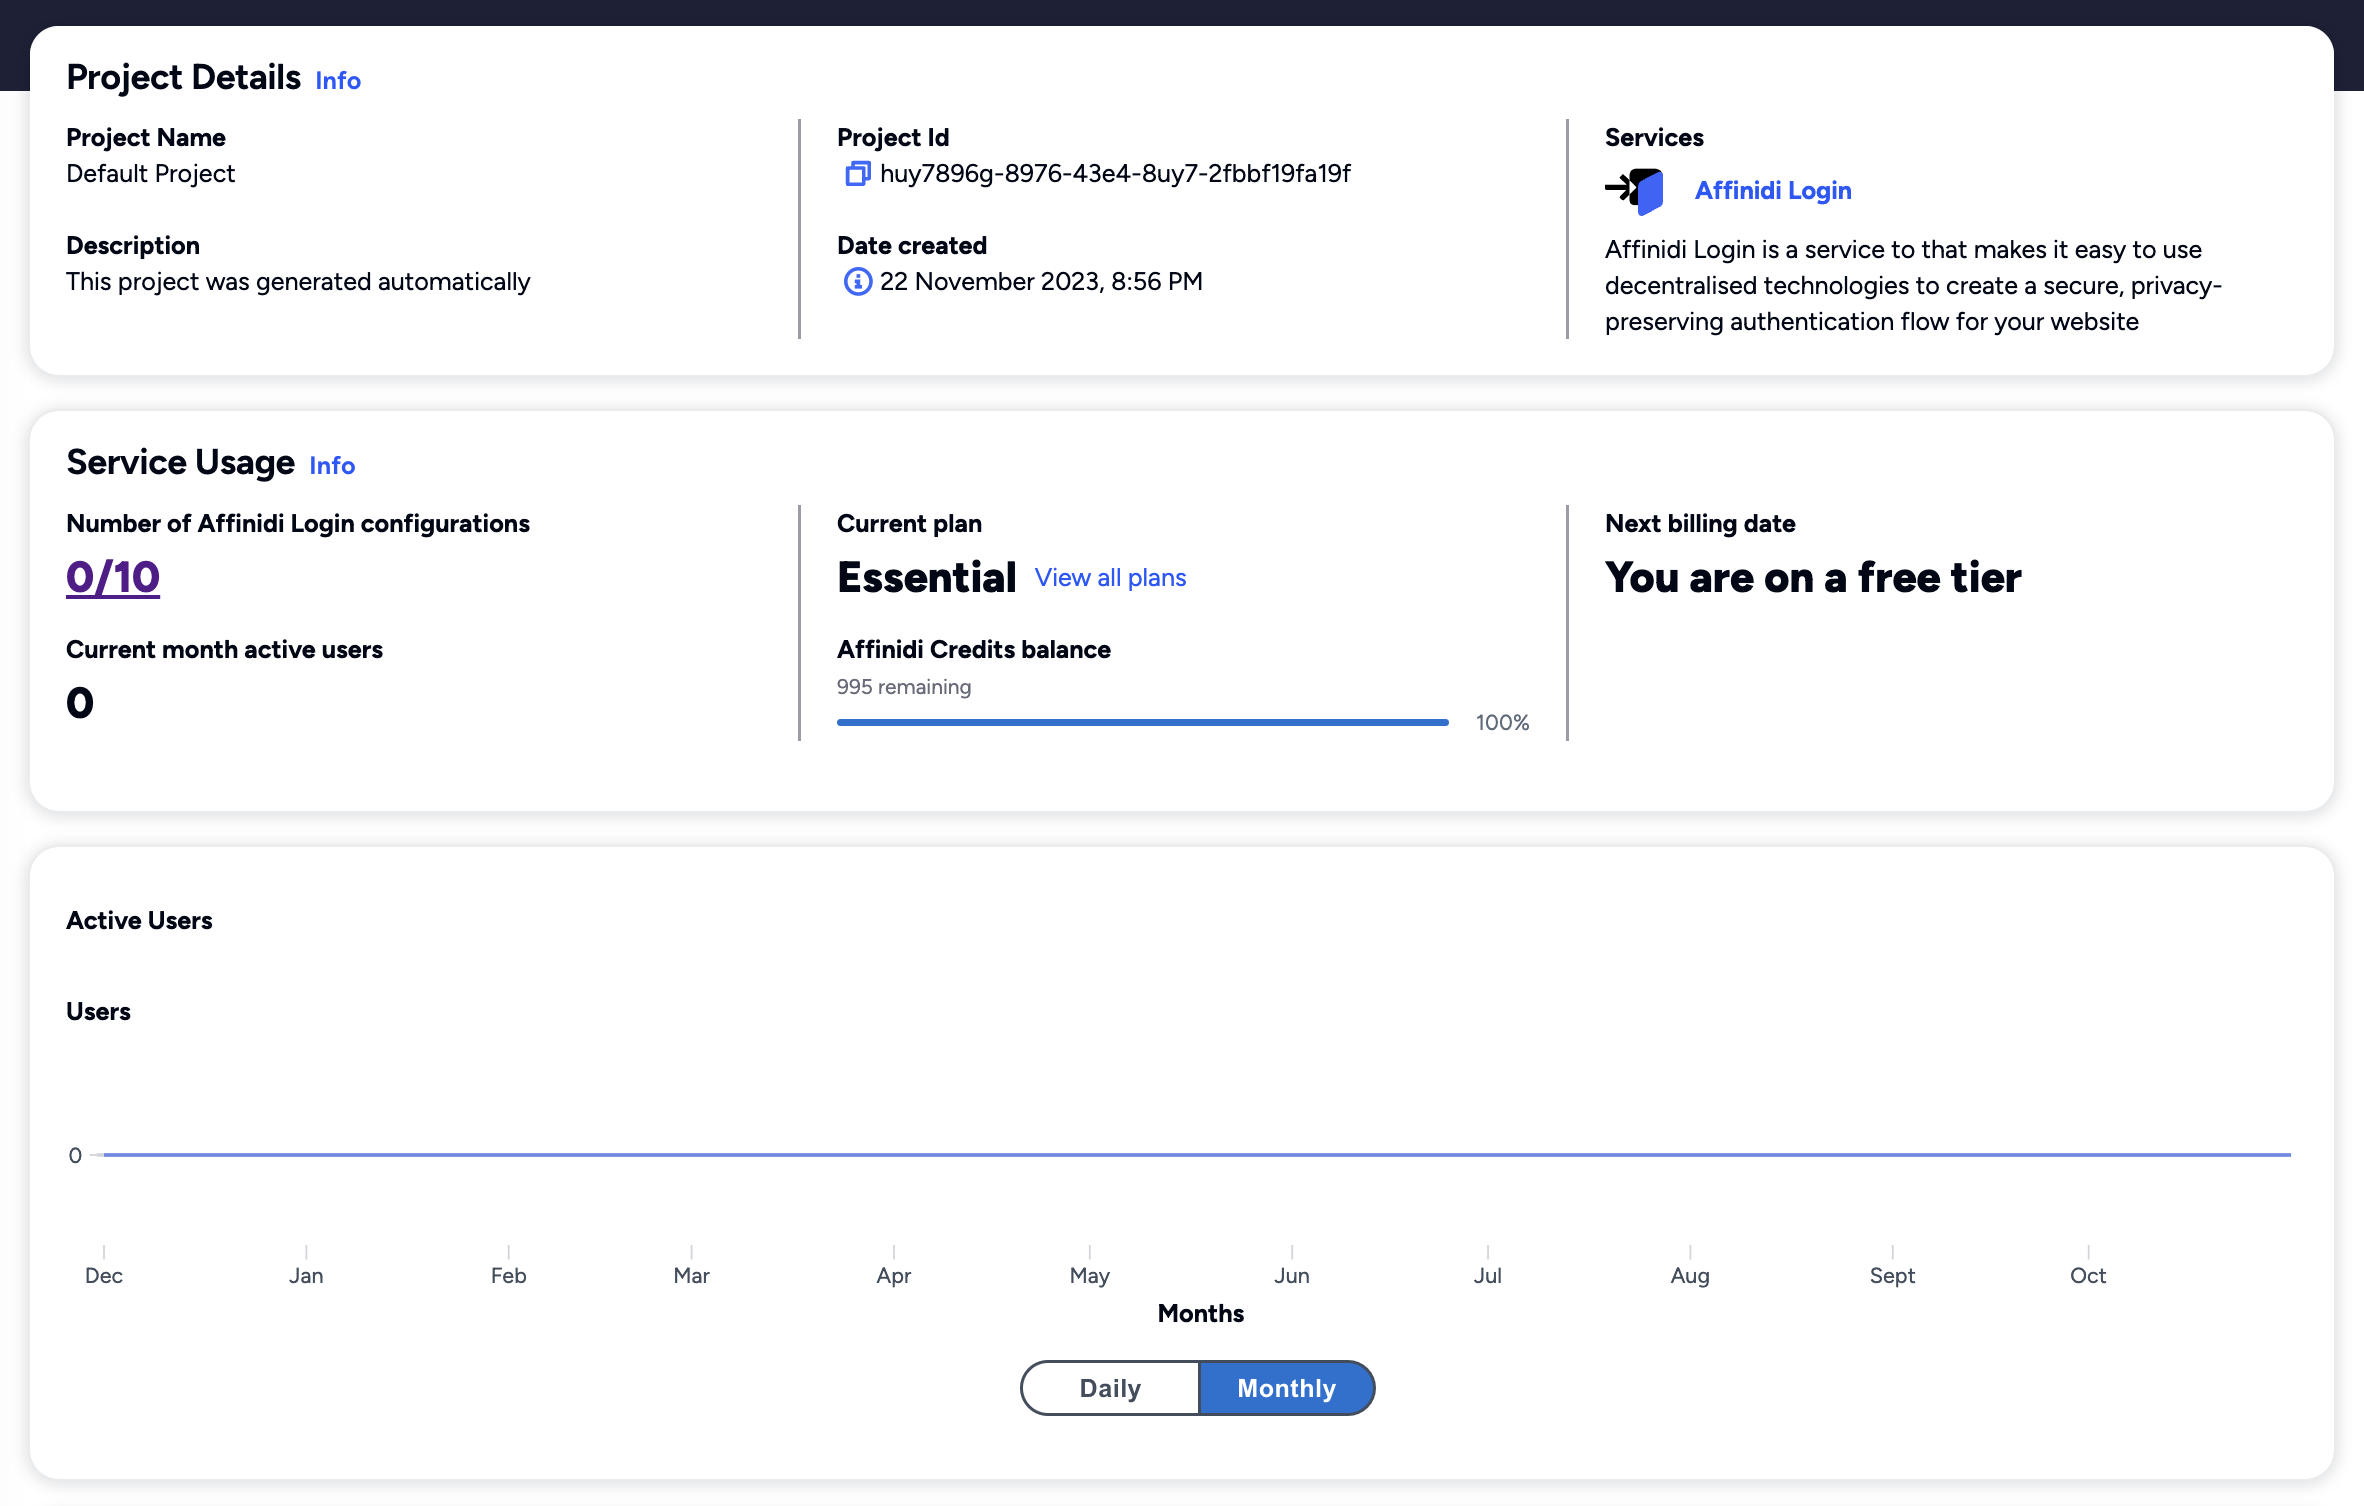 Project Details Info
Project Name
Default Project
Description
This project was generated automatically
Project Id
huy7896g-8976-43e4-8uy7-2fbbf19fa19f
Date created
22 November 2023, 8:56 PM
Services
Affinidi Login
Affinidi Login is a service to that makes it easy to use
decentralised technologies to create a secure, privacy-
preserving authentication flow for your website
Service Usage Info
Number of Affinidi Login configurations
0/10
Current month active users
0
Current plan
Essential View all plans
Affinidi Credits balance
995 remaining
100%
Next billing date
You are on a free tier
Active Users
Users
0
Dec Jan Feb Mar Apr May Jun Jul Aug Sept Oct
Months
Daily Monthly